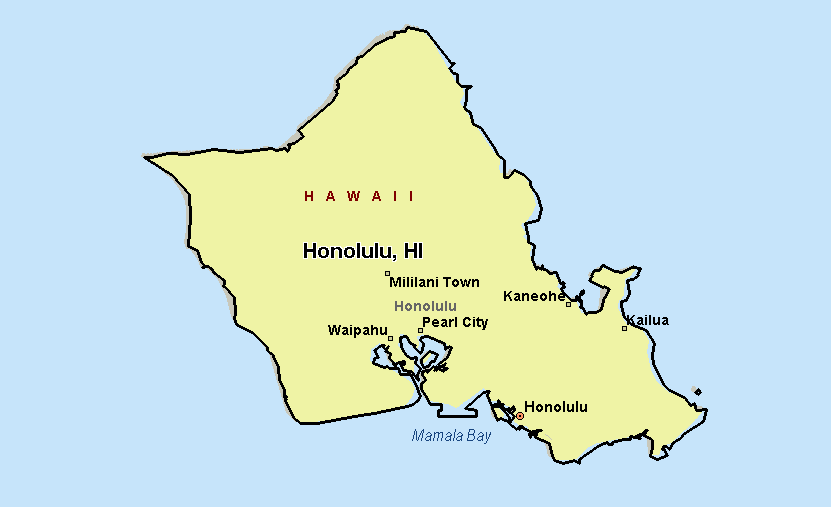 H A W A I I
Honolulu, HI
Mililani Town
Kaneohe
Honolulu
Pearl City
Kailua
Waipahu
Honolulu
Mamala Bay